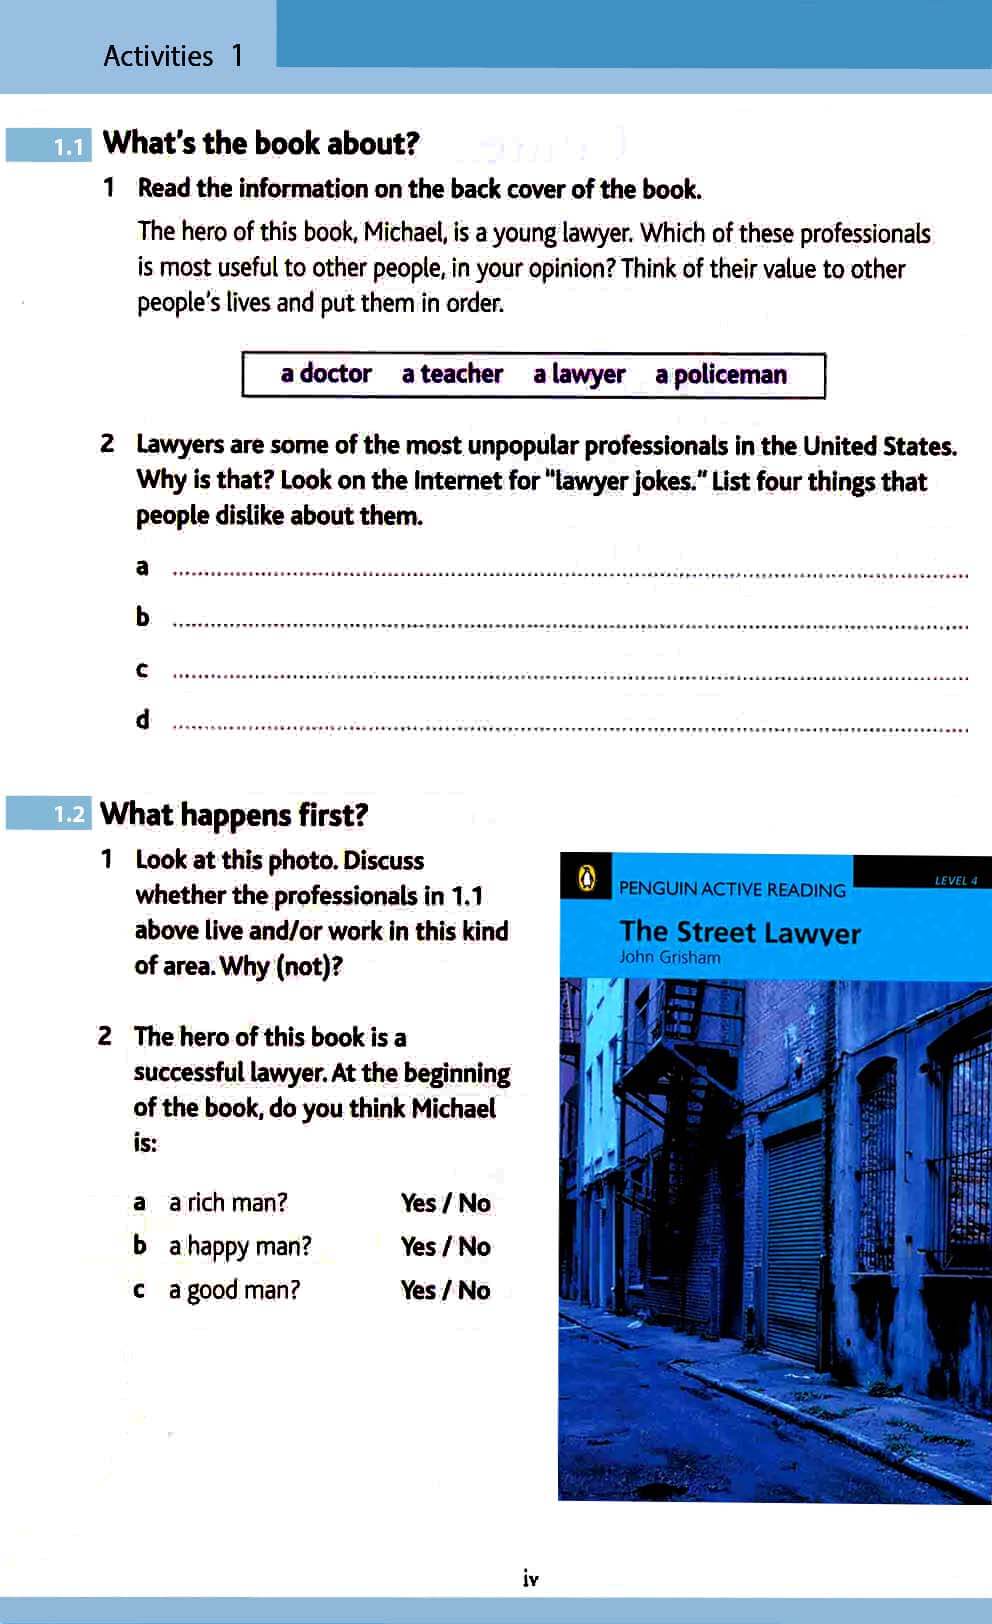 Activities 1
1.1 What's the book about?
1 Read the information on the back cover of the book.
The hero of this book, Michael, is a young lawyer. Which of these professionals
is most useful to other people, in your opinion? Think of their value to other
people's lives and put them in order.
a doctor a teacher a lawyer a policeman
2 Lawyers are some of the most unpopular professionals in the United States.
Why is that? Look on the Internet for "lawyer jokes." List four things that
people dislike about them.
a
b
c
d
1.2 What happens first?
1 Look at this photo. Discuss
whether the professionals in 1.1
above live and/or work in this kind
of area. Why (not)?
2 The hero of this book is a
successful lawyer. At the beginning
of the book, do you think Michael
is:
a a rich man? Yes / No
b a happy man? Yes / No
c a good man? Yes / No
LEVEL 4
PENGUIN ACTIVE READING
The Street Lawyer
John Grisham
iv